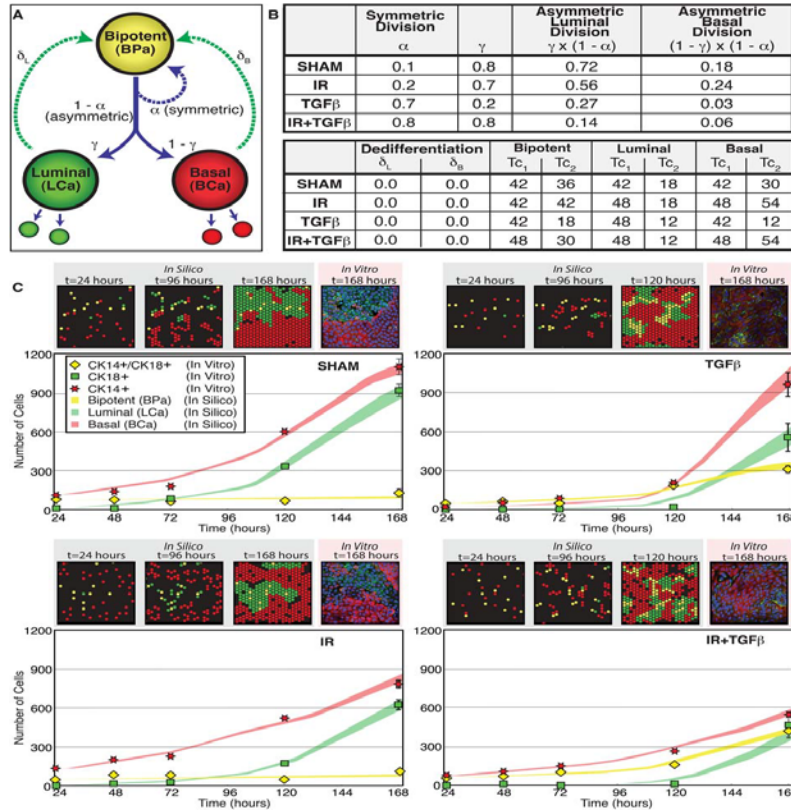 A
Bipotent
(BPa)
δL
δB
1 - α
(asymmetric)
α (symmetric)
γ
1 - γ
Luminal
(LCa)
Basal
(BCa)
B
Symmetric Division Asymmetric Luminal Division Asymmetric Basal Division
α γ γ x (1 - α) (1 - γ) x (1 - α)
SHAM 0.1 0.8 0.72 0.18
IR 0.2 0.7 0.56 0.24
TGFβ 0.7 0.2 0.27 0.03
IR+TGFβ 0.8 0.8 0.14 0.06
Dedifferentiation Bipotent Luminal Basal
δL δB Tc1 Tc2 Tc1 Tc2 Tc1 Tc2
SHAM 0.0 0.0 42 36 42 18 42 30
IR 0.0 0.0 42 42 48 18 48 54
TGFβ 0.0 0.0 42 18 48 12 42 12
IR+TGFβ 0.0 0.0 48 30 48 12 48 54
C
In Silico In Vitro
t=24 hours t=96 hours t=168 hours t=168 hours
SHAM
CK14+/CK18+ (In Vitro)
CK18+ (In Vitro)
CK14+ (In Vitro)
Bipotent (BPa) (In Silico)
Luminal (LCa) (In Silico)
Basal (BCa) (In Silico)
Number of Cells
1200
900
600
300
0
24 48 72 96 120 144 168
Time (hours)
In Silico In Vitro
t=24 hours t=96 hours t=120 hours t=168 hours
TGFβ
1200
900
600
300
0
24 48 72 96 120 144 168
Time (hours)
In Silico In Vitro
t=24 hours t=96 hours t=168 hours t=168 hours
IR
Number of Cells
1200
900
600
300
0
24 48 72 96 120 144 168
Time (hours)
In Silico In Vitro
t=24 hours t=96 hours t=120 hours t=168 hours
IR+TGFβ
1200
900
600
300
0
24 48 72 96 120 144 168
Time (hours)